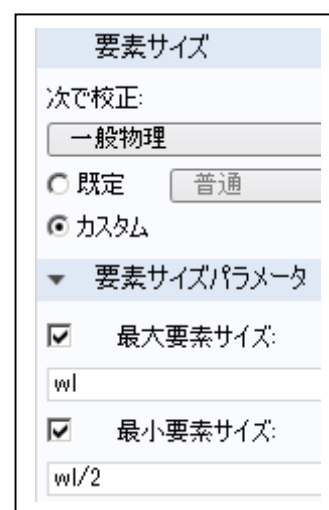 要素サイズ
次で校正:
一般物理
既定 普通
カスタム
要素サイズパラメータ
最大要素サイズ:
wl
最小要素サイズ:
wl/2